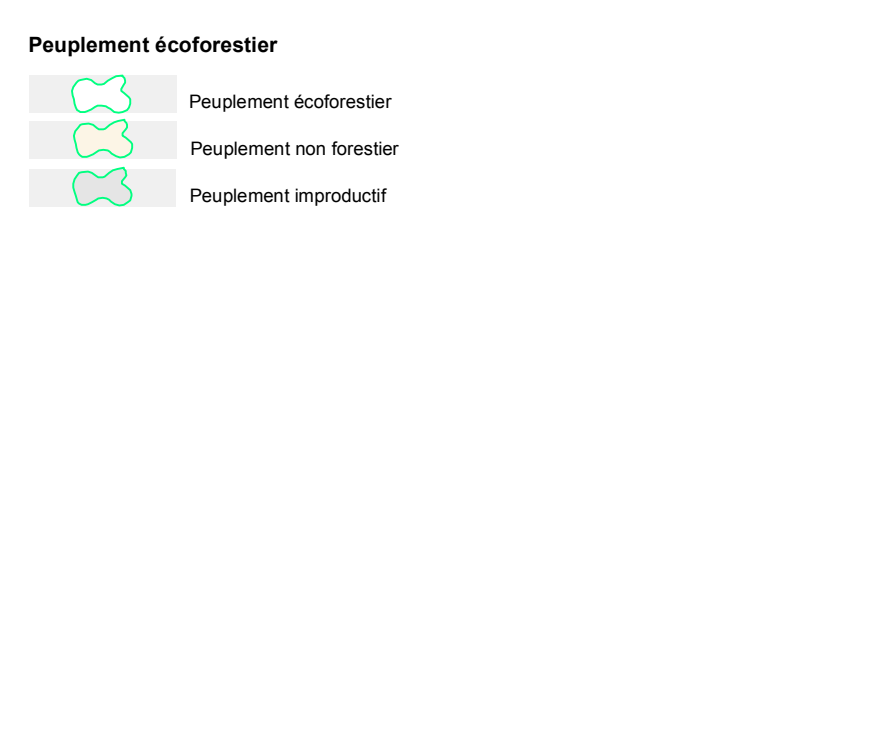 Peuplement écoforestier
Peuplement écoforestier
Peuplement non forestier
Peuplement improductif